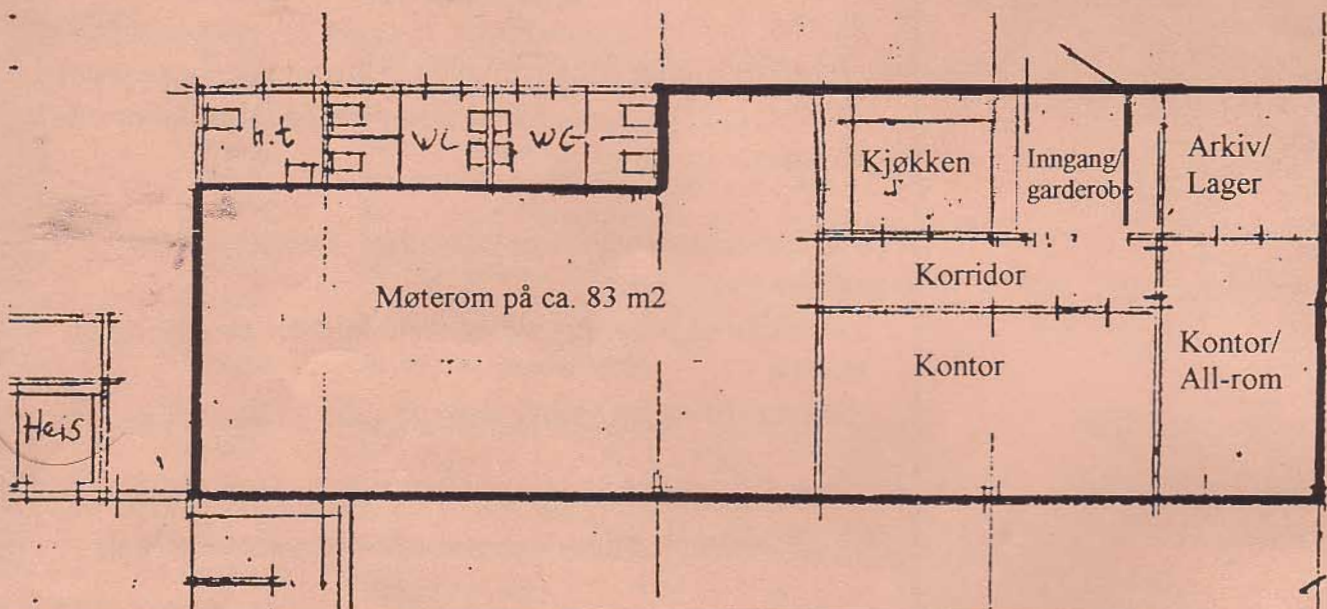 h.t
WC
WC
Kjøkken
Inngang/
garderobe
Arkiv/
Lager
Møterom på ca. 83 m2
Korridor
Kontor
Kontor/
All-rom
Heis